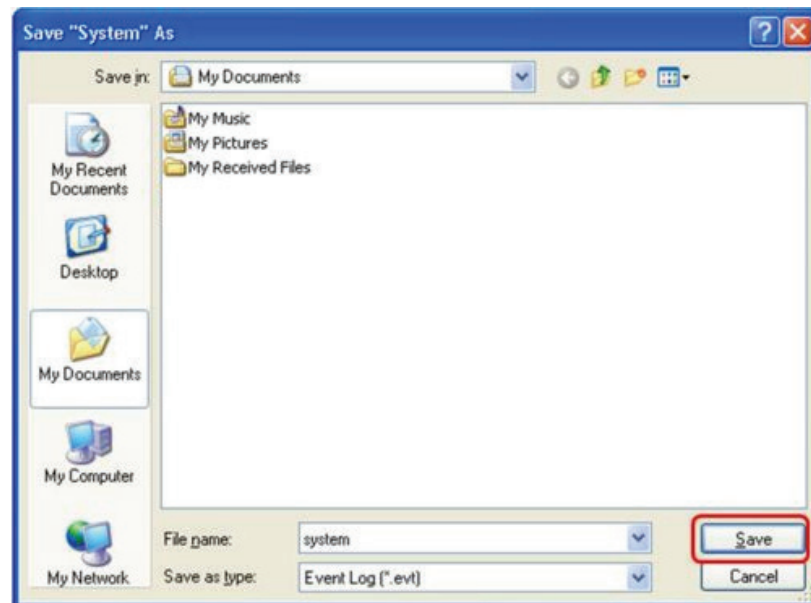 Save "System" As
Save in:
My Documents
My Music
My Pictures
My Received Files
My Recent
Documents
Desktop
My Documents
My Computer
My Network
File name:
system
Save
Save as type:
Event Log (*.evt)
Cancel